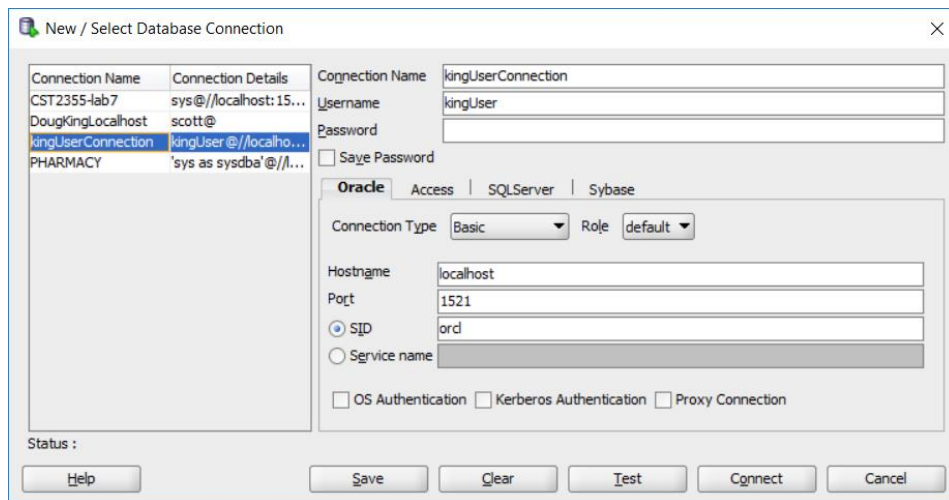 New / Select Database Connection
Connection Name Connection Details
CST2355-lab7 sys@//localhost:15...
DougKingLocalhost scott@
kingUserConnection kingUser@//localho...
PHARMACY 'sys as sysdba'@//l...
Connection Name kingUserConnection
Username kingUser
Password
Save Password
Oracle Access SQLServer Sybase
Connection Type Basic Role default
Hostname localhost
Port 1521
SID orcl
Service name
OS Authentication Kerberos Authentication Proxy Connection
Status :
Help Save Clear Test Connect Cancel